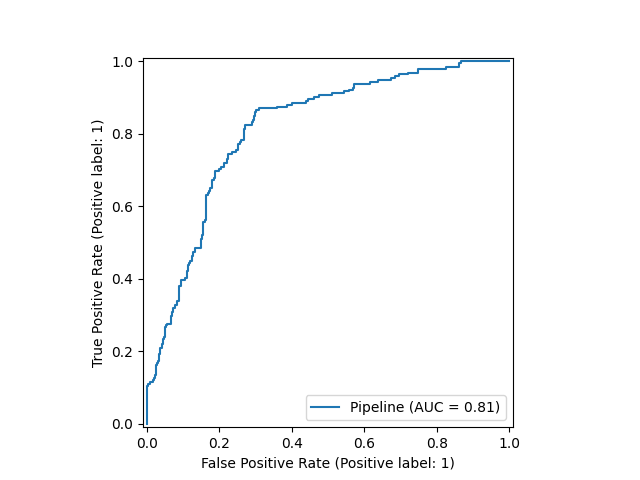 1.0
0.8
0.6
0.4
0.2
0.0
True Positive Rate (Positive label: 1)
Pipeline (AUC = 0.81)
0.0 0.2 0.4 0.6 0.8 1.0
False Positive Rate (Positive label: 1)